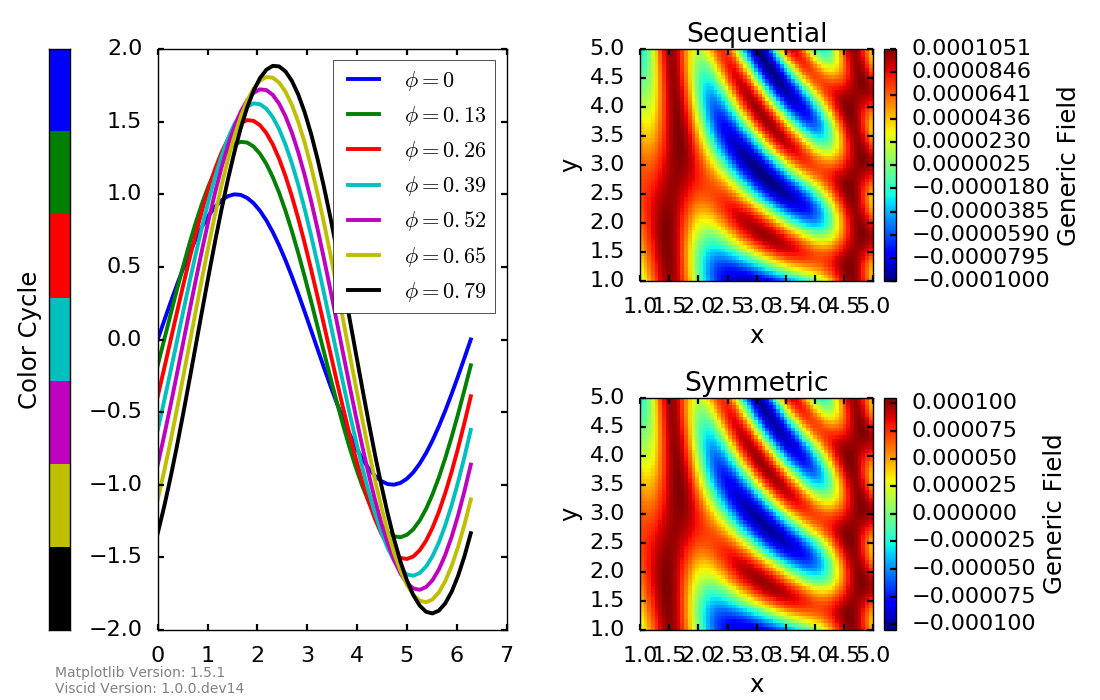 Color Cycle
2.0
1.5
1.0
0.5
0.0
−0.5
−1.0
−1.5
−2.0
0 1 2 3 4 5 6 7
ϕ = 0
ϕ = 0.13
ϕ = 0.26
ϕ = 0.39
ϕ = 0.52
ϕ = 0.65
ϕ = 0.79
Sequential
y
5.0
4.5
4.0
3.5
3.0
2.5
2.0
1.5
1.0
1.0 1.5 2.0 2.5 3.0 3.5 4.0 4.5 5.0
x
0.0001051
0.0000846
0.0000641
0.0000436
0.0000230
0.0000025
−0.0000180
−0.0000385
−0.0000590
−0.0000795
−0.0001000
Generic Field
Symmetric
y
5.0
4.5
4.0
3.5
3.0
2.5
2.0
1.5
1.0
1.0 1.5 2.0 2.5 3.0 3.5 4.0 4.5 5.0
x
0.000100
0.000075
0.000050
0.000025
0.000000
−0.000025
−0.000050
−0.000075
−0.000100
Generic Field
Matplotlib Version: 1.5.1
Viscid Version: 1.0.0.dev14